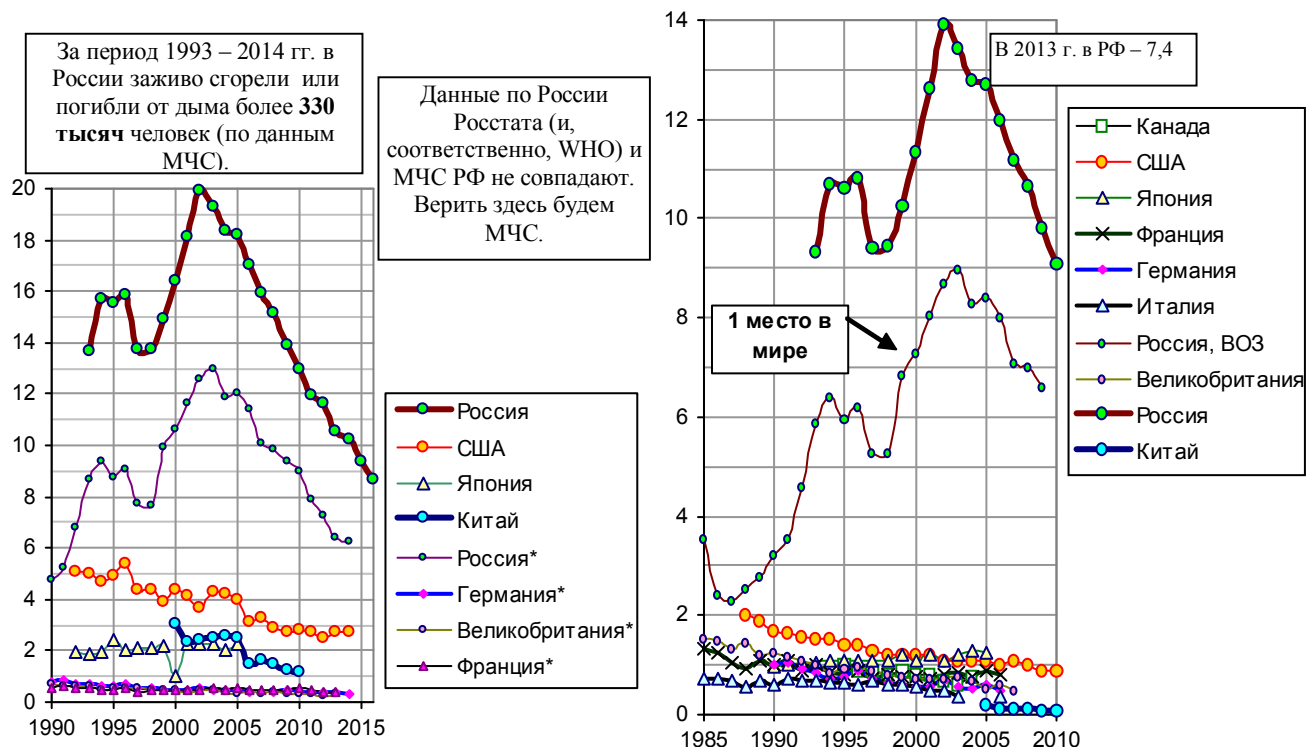 За период 1993 – 2014 гг. в
России заживо сгорели или
погибли от дыма более 330
тысяч человек (по данным
МЧС).
Данные по России
Росстата (и,
соответственно, WHO) и
МЧС РФ не совпадают.
Верить здесь будем
МЧС.
20
18
16
14
12
10
8
6
4
2
0
1990
1995
2000
2005
2010
2015
Россия
США
Япония
Китай
Россия*
Германия*
Великобритания*
Франция*
В 2013 г. в РФ – 7,4
14
12
10
8
6
4
2
0
1985
1990
1995
2000
2005
2010
1 место в
мире
Канада
США
Япония
Франция
Германия
Италия
Россия, ВОЗ
Великобритания
Россия
Китай